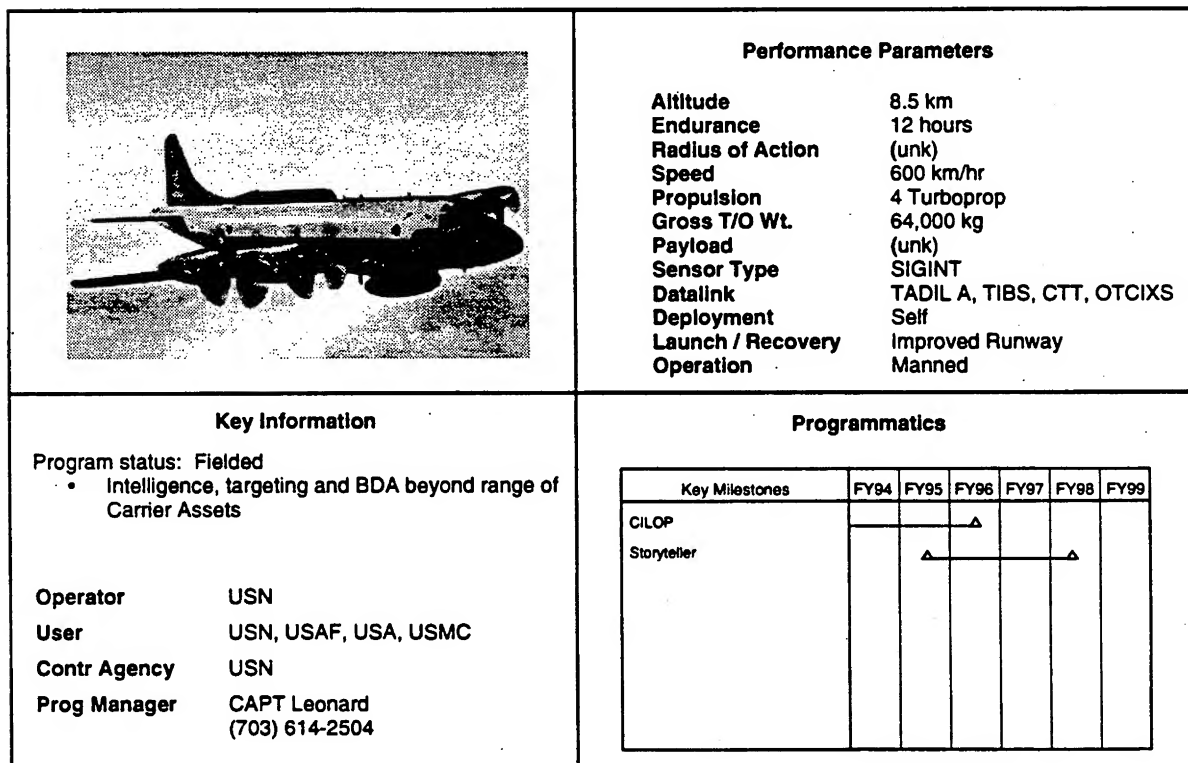 Performance Parameters
Altitude 8.5 km
Endurance 12 hours
Radius of Action (unk)
Speed 600 km/hr
Propulsion 4 Turboprop
Gross T/O Wt. 64,000 kg
Payload (unk)
Sensor Type SIGINT
Datalink TADIL A, TIBS, CTT, OTCIXS
Deployment Self
Launch / Recovery Improved Runway
Operation Manned
Key Information
Program status: Fielded
• Intelligence, targeting and BDA beyond range of
Carrier Assets
Operator USN
User USN, USAF, USA, USMC
Contr Agency USN
Prog Manager CAPT Leonard
(703) 614-2504
Programmatics
Key Milestones FY94 FY95 FY96 FY97 FY98 FY99
CILOP
Storyteller